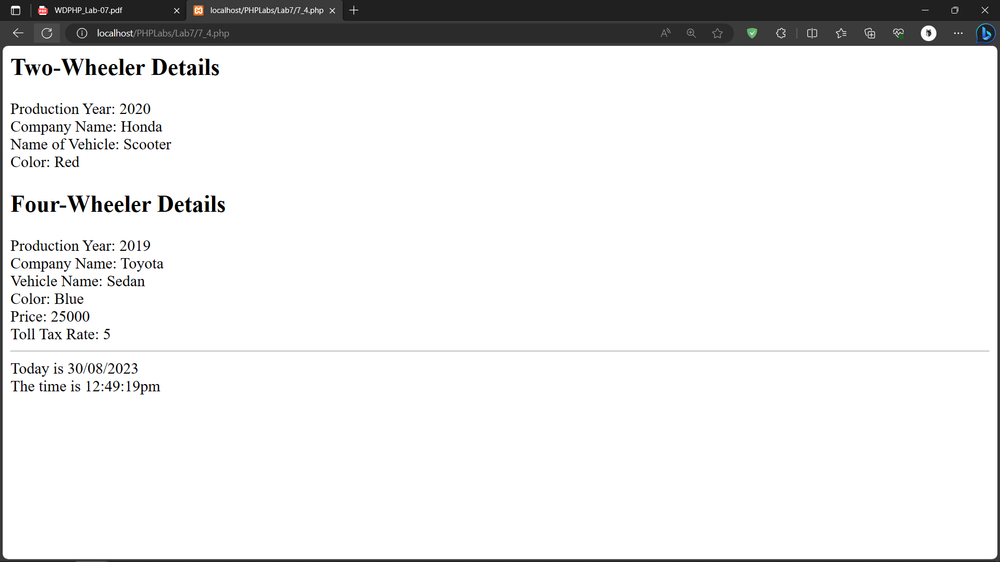 WDPHP_Lab-07.pdf
localhost/PHPLabs/Lab7/7_4.php
localhost/PHPLabs/Lab7/7_4.php
Two-Wheeler Details
Production Year: 2020
Company Name: Honda
Name of Vehicle: Scooter
Color: Red
Four-Wheeler Details
Production Year: 2019
Company Name: Toyota
Vehicle Name: Sedan
Color: Blue
Price: 25000
Toll Tax Rate: 5
Today is 30/08/2023
The time is 12:49:19pm